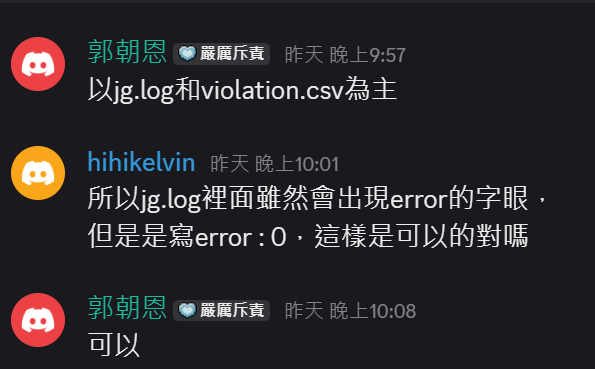 郭朝恩 嚴厲斥責 昨天 晚上9:57
以jg.log和violation.csv為主
hihikelvin 昨天 晚上10:01
所以jg.log裡面雖然會出現error的字眼，
但是是寫error : 0，這樣是可以的對嗎
郭朝恩 嚴厲斥責 昨天 晚上10:08
可以